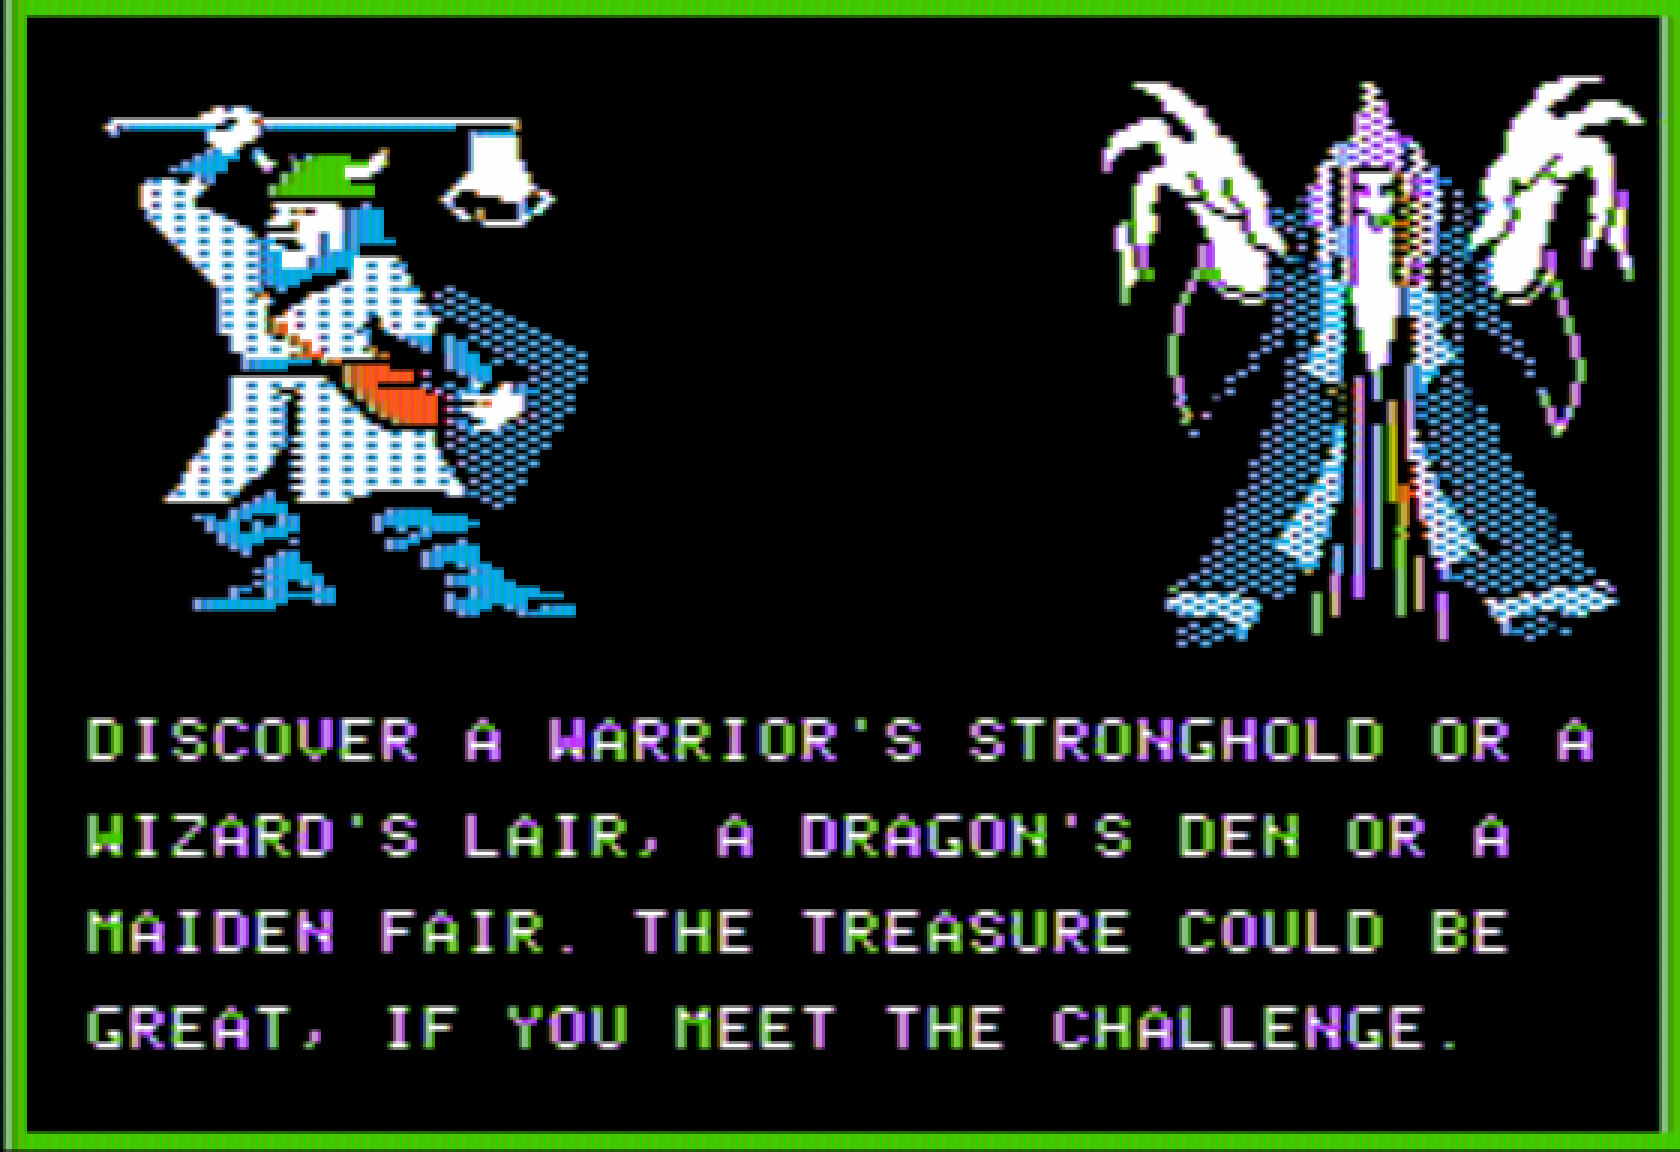 DISCOVER A WARRIOR'S STRONGHOLD OR A
WIZARD'S LAIR, A DRAGON'S DEN OR A
MAIDEN FAIR. THE TREASURE COULD BE
GREAT, IF YOU MEET THE CHALLENGE.